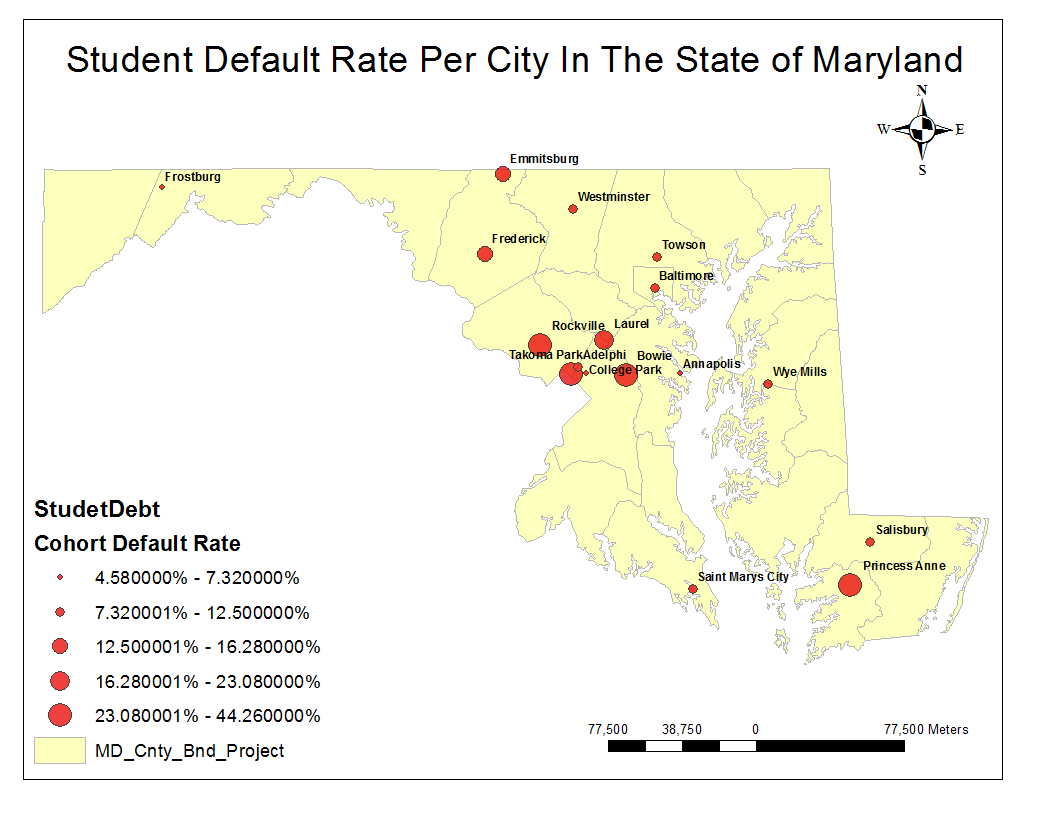 Student Default Rate Per City In The State of Maryland
N
W E
S
Emmitsburg
Frostburg
Westminster
Frederick
Towson
Baltimore
Rockville
Laurel
Takoma Park
Adelphi
Bowie
College Park
Annapolis
Wye Mills
Salisbury
Princess Anne
Saint Marys City
StudetDebt
Cohort Default Rate
4.580000% - 7.320000%
7.320001% - 12.500000%
12.500001% - 16.280000%
16.280001% - 23.080000%
23.080001% - 44.260000%
MD_Cnty_Bnd_Project
77,500 38,750 0 77,500 Meters